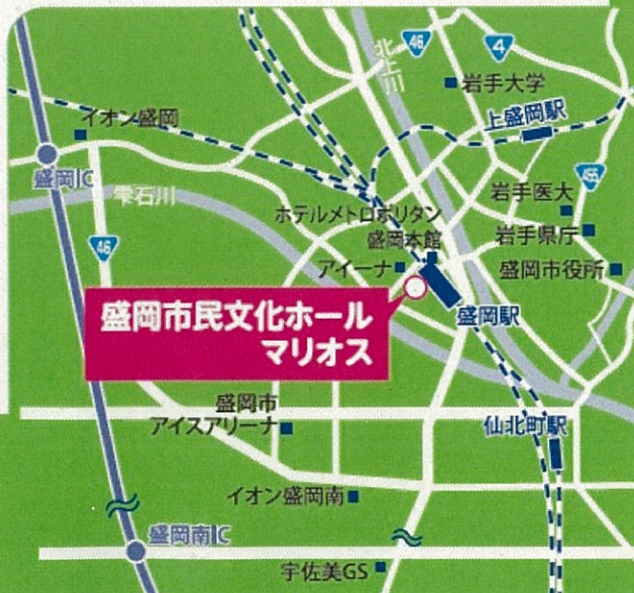 北上川
46
4
岩手大学
イオン盛岡
上盛岡駅
盛岡IC
雫石川
455
岩手医大
ホテルメトロポリタン
盛岡本館
岩手県庁
46
アイーナ
盛岡市役所
盛岡市民文化ホール
マリオス
盛岡駅
盛岡市
アイスアリーナ
仙北町駅
イオン盛岡南
盛岡南IC
宇佐美GS